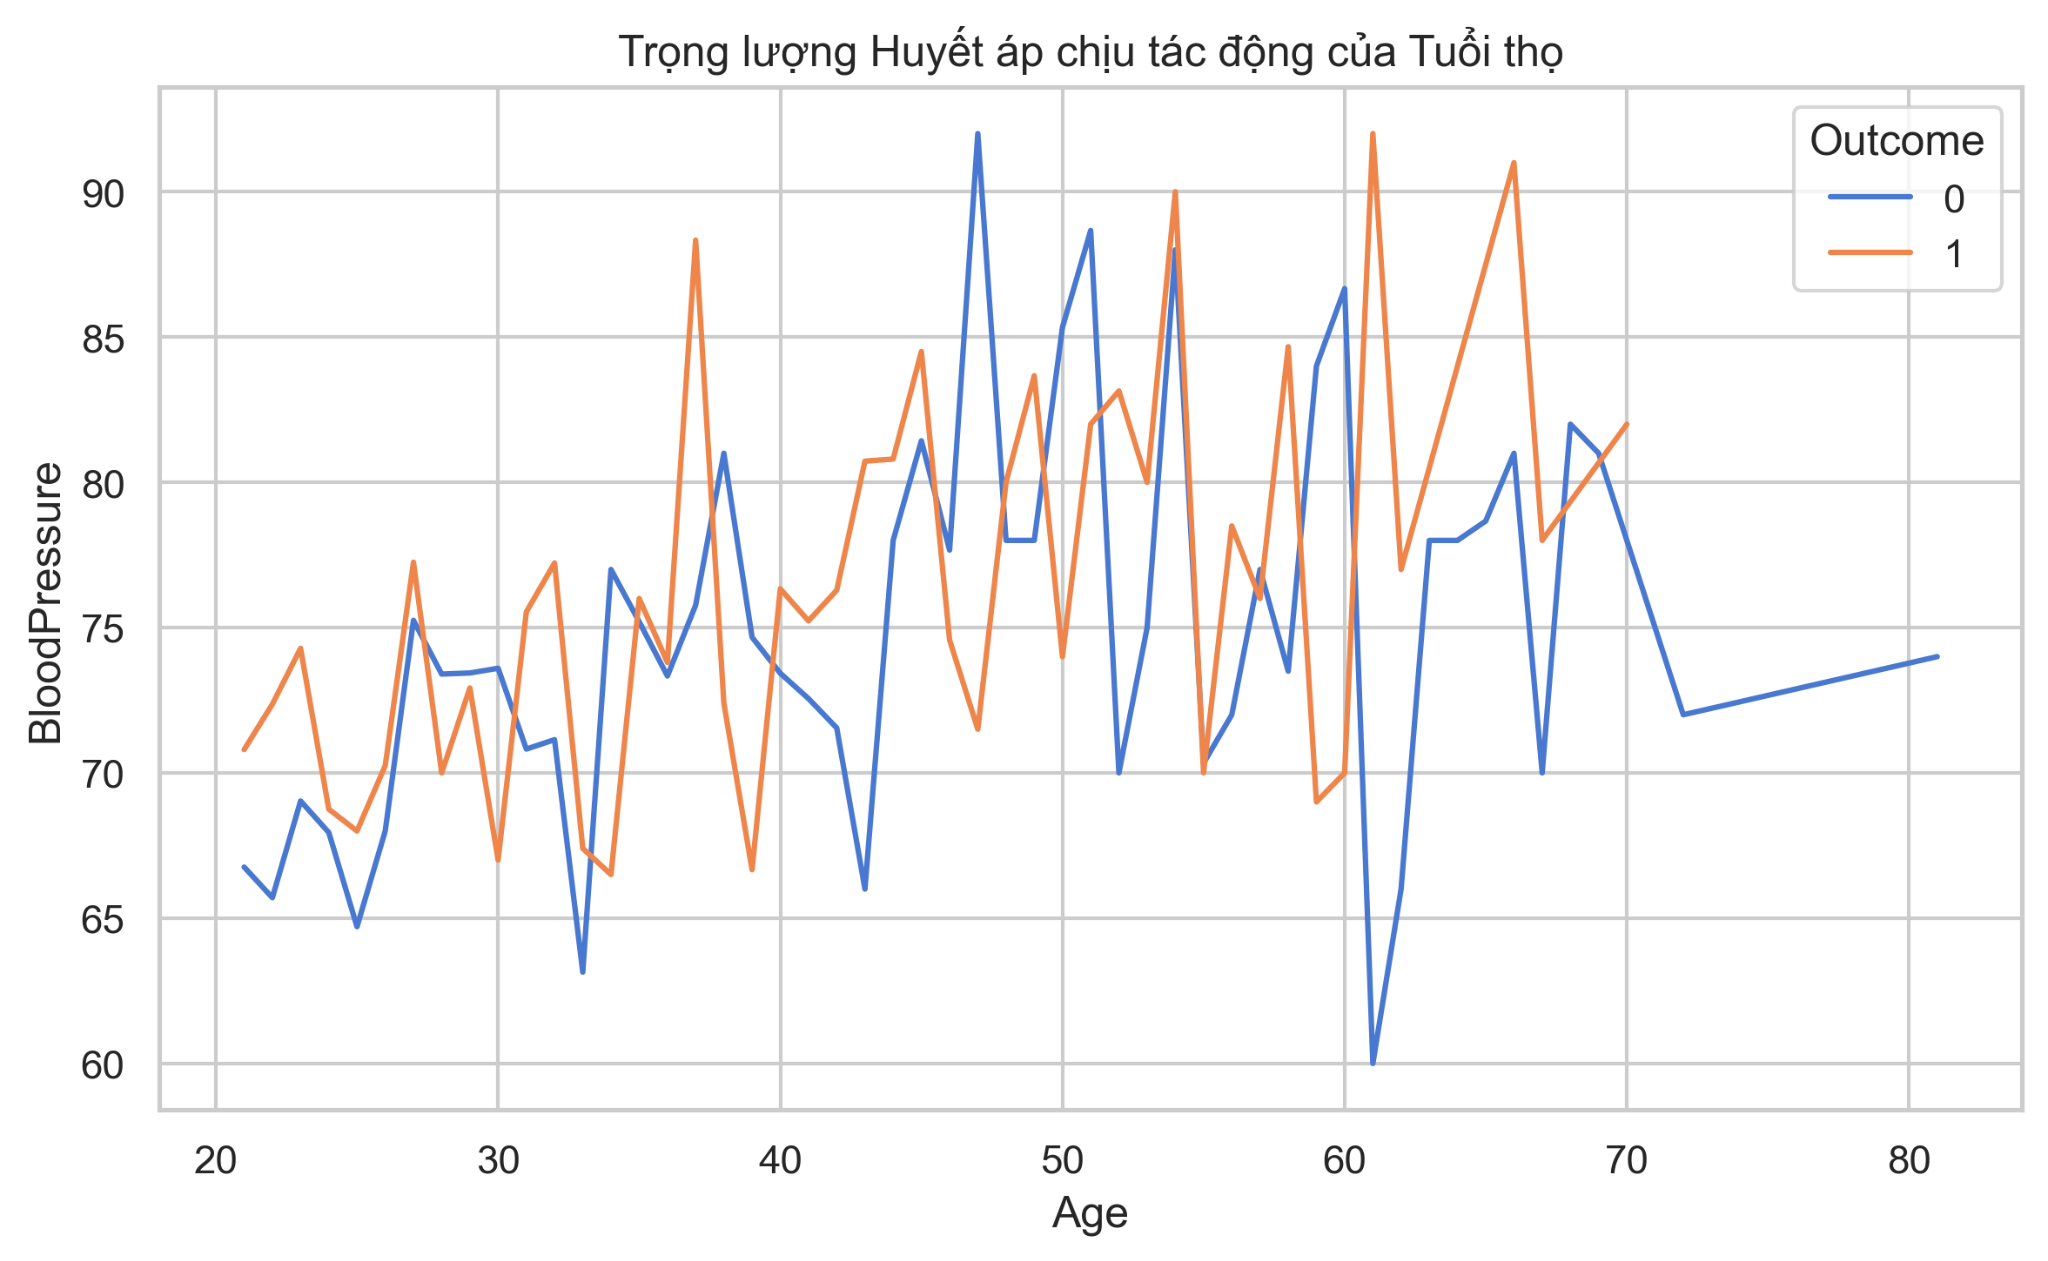 Trọng lượng Huyết áp chịu tác động của Tuổi thọ
Outcome
0
1
BloodPressure
90
85
80
75
70
65
60
20 30 40 50 60 70 80
Age